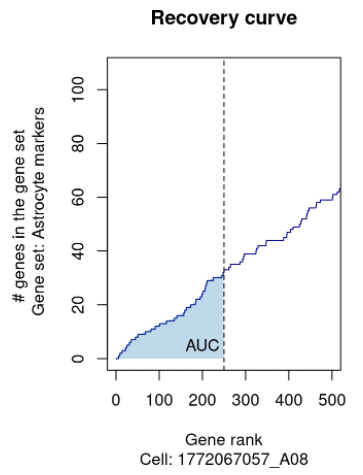 Recovery curve
# genes in the gene set
Gene set: Astrocyte markers
100
80
60
40
20
0
AUC
0 100 200 300 400 500
Gene rank
Cell: 1772067057_A08